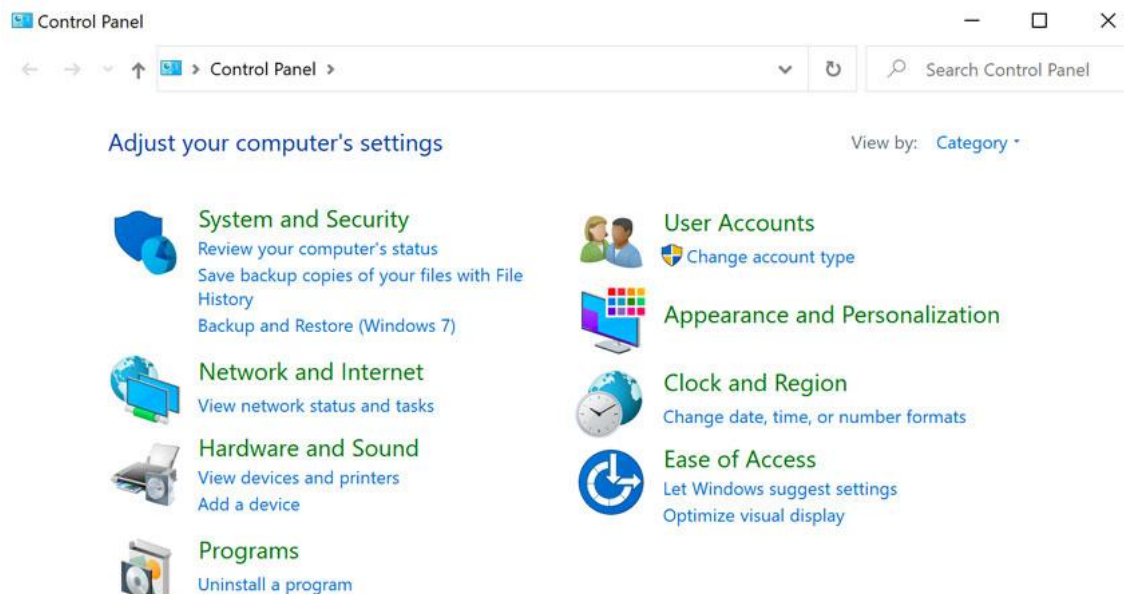 Control Panel
Control Panel
Search Control Panel
Adjust your computer's settings
View by: Category
System and Security
Review your computer's status
Save backup copies of your files with File
History
Backup and Restore (Windows 7)
Network and Internet
View network status and tasks
Hardware and Sound
View devices and printers
Add a device
Programs
Uninstall a program
User Accounts
Change account type
Appearance and Personalization
Clock and Region
Change date, time, or number formats
Ease of Access
Let Windows suggest settings
Optimize visual display